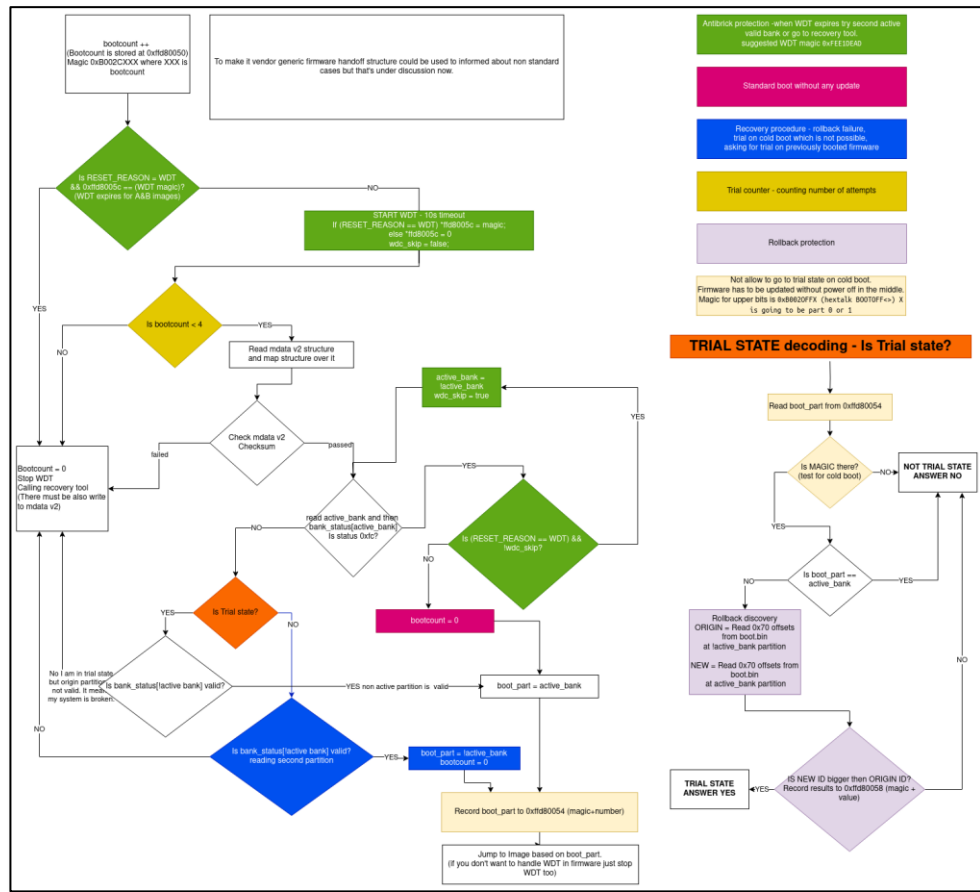 bootcount ++
(Bootcount is stored at 0xffd80050)
Magic 0xB002CXXX where XXX is
bootcount
To make it vendor generic firmware handoff structure could be used to informed about non standard
cases but that's under discussion now.
Is RESET_REASON = WDT
&& 0xffd8005c == (WDT magic)?
(WDT expires for A&B images)
NO
START WDT - 10s timeout
If (RESET_REASON == WDT) *ffd8005c = magic;
else *ffd8005c = 0
wdc_skip = false;
YES
Is bootcount < 4
YES
NO
Read mdata v2 structure
and map structure over it
active_bank =
!active_bank
wdc_skip = true
YES
Check mdata v2
Checksum
failed
passed
Bootcount = 0
Stop WDT
Calling recovery tool
(There must be also write
to mdata v2)
YES
read active_bank and then
bank_status[active_bank]
Is status 0xfc?
NO
Is (RESET_REASON == WDT) &&
!wdc_skip?
NO
Is Trial state?
YES
NO
bootcount = 0
No I am in trial state
but origin partition
not valid. It mean
my system is broken.
Is bank_status[!active bank] valid?
YES non active partition is valid
boot_part = active_bank
NO
Is bank_status[!active bank] valid?
reading second partition
YES
boot_part = !active_bank
bootcount = 0
Record boot_part to 0xffd80054 (magic+number)
Jump to Image based on boot_part.
(if you don't want to handle WDT in firmware just stop
WDT too)
Antibrick protection -when WDT expires try second active
valid bank or go to recovery tool.
suggested WDT magic 0xFEE1DEAD
Standard boot without any update
Recovery procedure - rollback failure,
trial on cold boot which is not possible,
asking for trial on previously booted firmware
Trial counter - counting number of attempts
Rollback protection
Not allow to go to trial state on cold boot.
Firmware has to be updated without power off in the middle.
Magic for upper bits is 0xB002OFFX (hextalk BOOTOFF<>) X
is going to be part 0 or 1
TRIAL STATE decoding - Is Trial state?
Read boot_part from 0xffd80054
Is MAGIC there?
(test for cold boot)
NO
NOT TRIAL STATE
ANSWER NO
YES
Is boot_part ==
active_bank
YES
NO
Rollback discovery
ORIGIN = Read 0x70 offsets
from boot.bin
at !active_bank partition
NEW = Read 0x70 offsets from
boot.bin
at active_bank partition
NO
IS NEW ID bigger then ORIGIN ID?
Record results to 0xffd80058 (magic +
value)
YES
TRIAL STATE
ANSWER YES